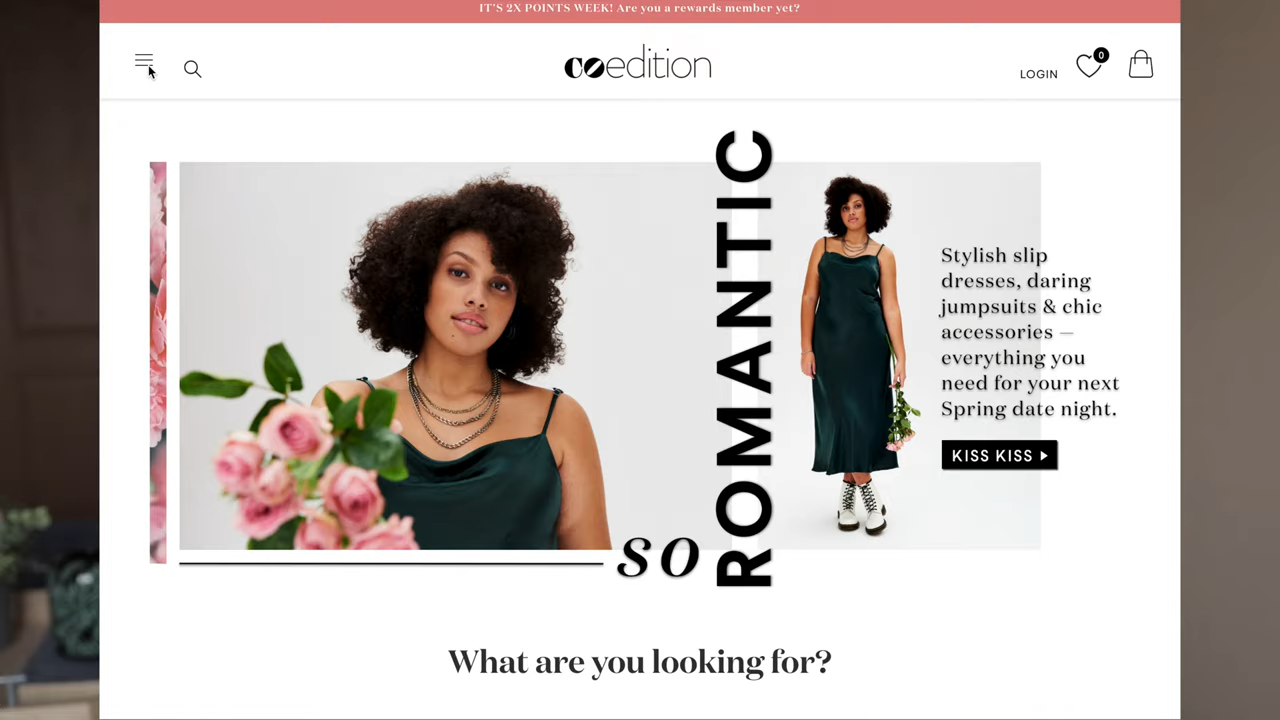 IT'S 2X POINTS WEEK! Are you a rewards member yet?
coedition
LOGIN
0
so
ROMANTIC
Stylish slip
dresses, daring
jumpsuits & chic
accessories —
everything you
need for your next
Spring date night.
KISS KISS
What are you looking for?